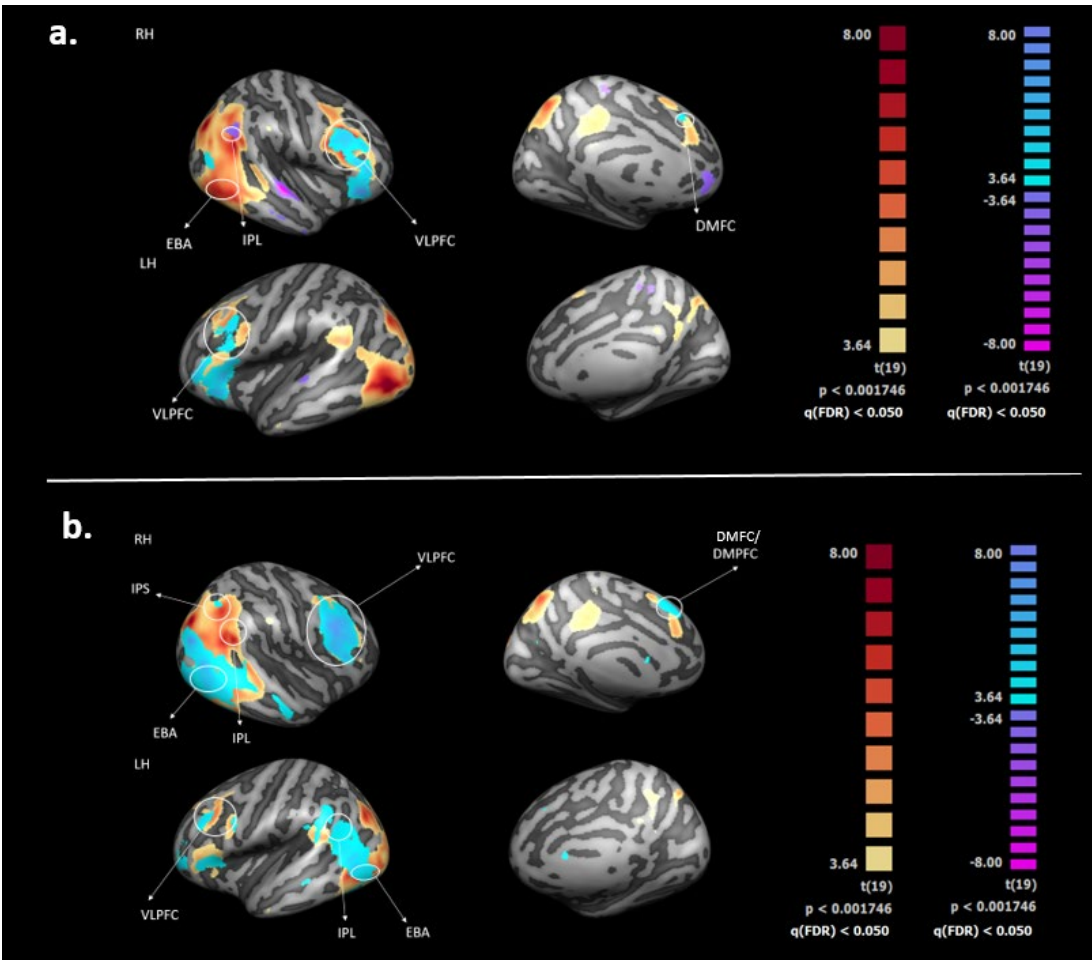 a.
RH
8.00
8.00
3.64
-3.64
EBA
IPL
VLPFC
DMFC
LH
VLPFC
3.64
-8.00
t(19)
t(19)
p < 0.001746
p < 0.001746
q(FDR) < 0.050
q(FDR) < 0.050
b.
RH
VLPFC
DMFC/
DMPFC
8.00
8.00
IPS
3.64
-3.64
EBA
IPL
LH
VLPFC
IPL
EBA
3.64
-8.00
t(19)
t(19)
p < 0.001746
p < 0.001746
q(FDR) < 0.050
q(FDR) < 0.050